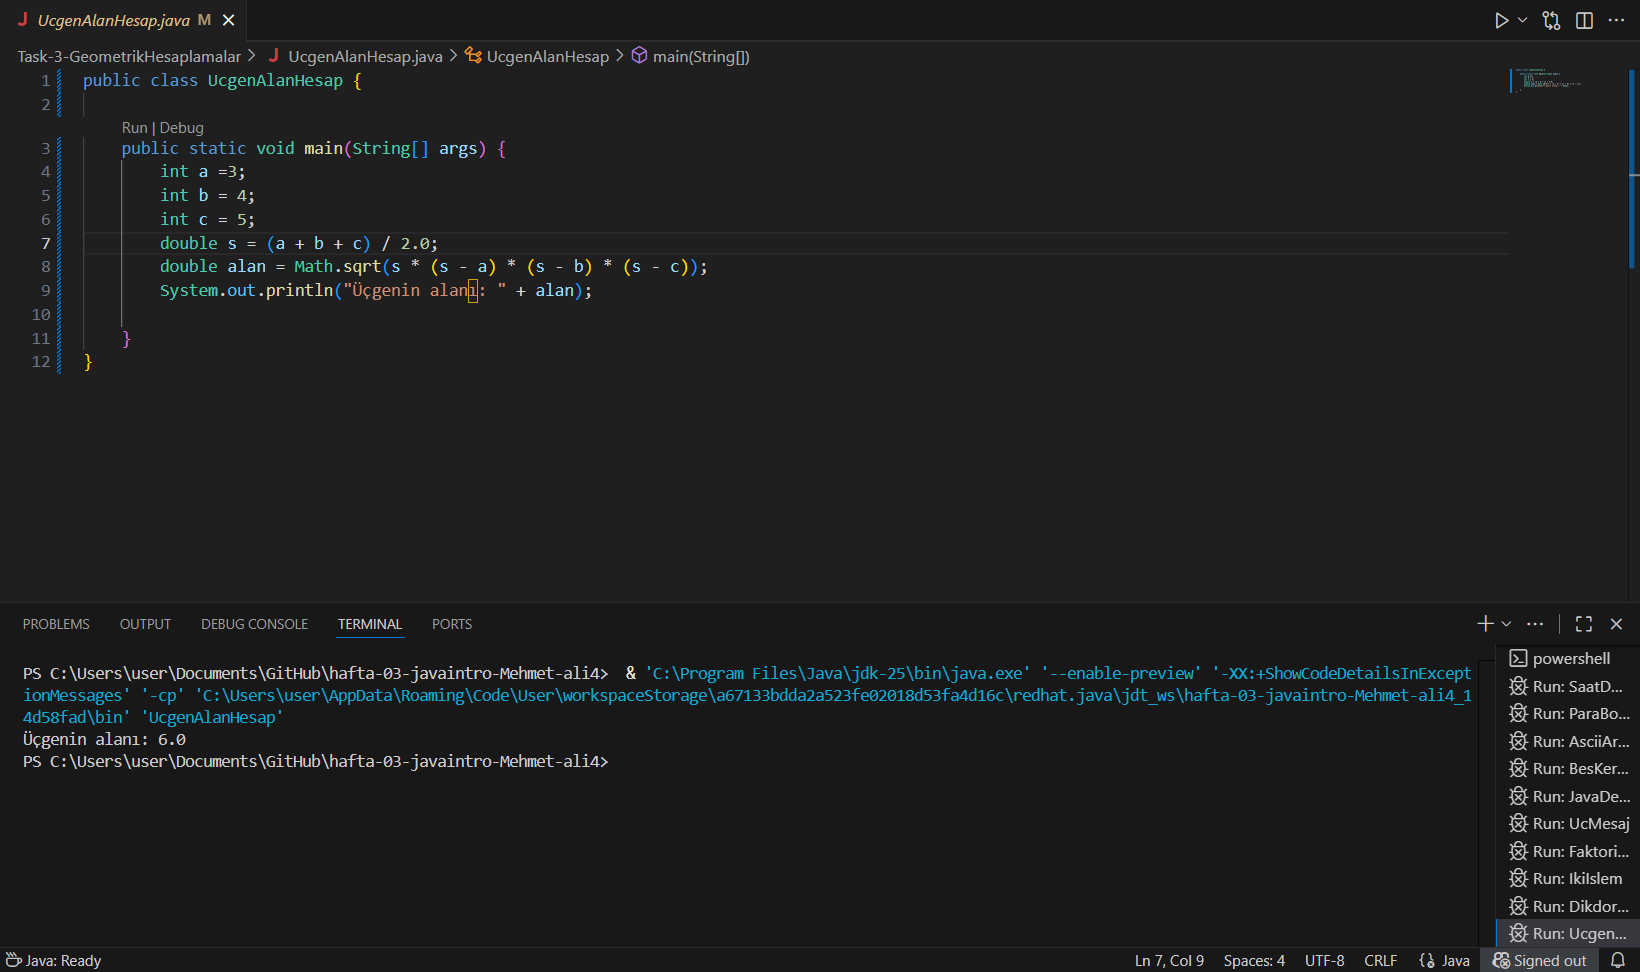 UcgenAlanHesap.java M
Task-3-GeometrikHesaplamalar > UcgenAlanHesap.java > UcgenAlanHesap > main(String[])
1 public class UcgenAlanHesap {
2
Run | Debug
3 public static void main(String[] args) {
4 int a =3;
5 int b = 4;
6 int c = 5;
7 double s = (a + b + c) / 2.0;
8 double alan = Math.sqrt(s * (s - a) * (s - b) * (s - c));
9 System.out.println("Üçgenin alanı: " + alan);
10
11 }
12 }
PROBLEMS OUTPUT DEBUG CONSOLE TERMINAL PORTS
PS C:\Users\user\Documents\GitHub\hafta-03-javaintro-Mehmet-ali4> & 'C:\Program Files\Java\jdk-25\bin\java.exe' '--enable-preview' '-XX:+ShowCodeDetailsInExcept
ionMessages' '-cp' 'C:\Users\user\AppData\Roaming\Code\User\workspaceStorage\a67133bdda2a523fe02018d53fa4d16c\redhat.java\jdt_ws\hafta-03-javaintro-Mehmet-ali4_1
4d58fad\bin' 'UcgenAlanHesap'
Üçgenin alanı: 6.0
PS C:\Users\user\Documents\GitHub\hafta-03-javaintro-Mehmet-ali4>
powershell
Run: SaatD...
Run: ParaBo...
Run: AsciiAr...
Run: BesKer...
Run: JavaDe...
Run: UcMesaj
Run: Faktori...
Run: IkiIslem
Run: Dikdor...
Run: Ucgen...
Java: Ready
Ln 7, Col 9 Spaces: 4 UTF-8 CRLF Java Signed out